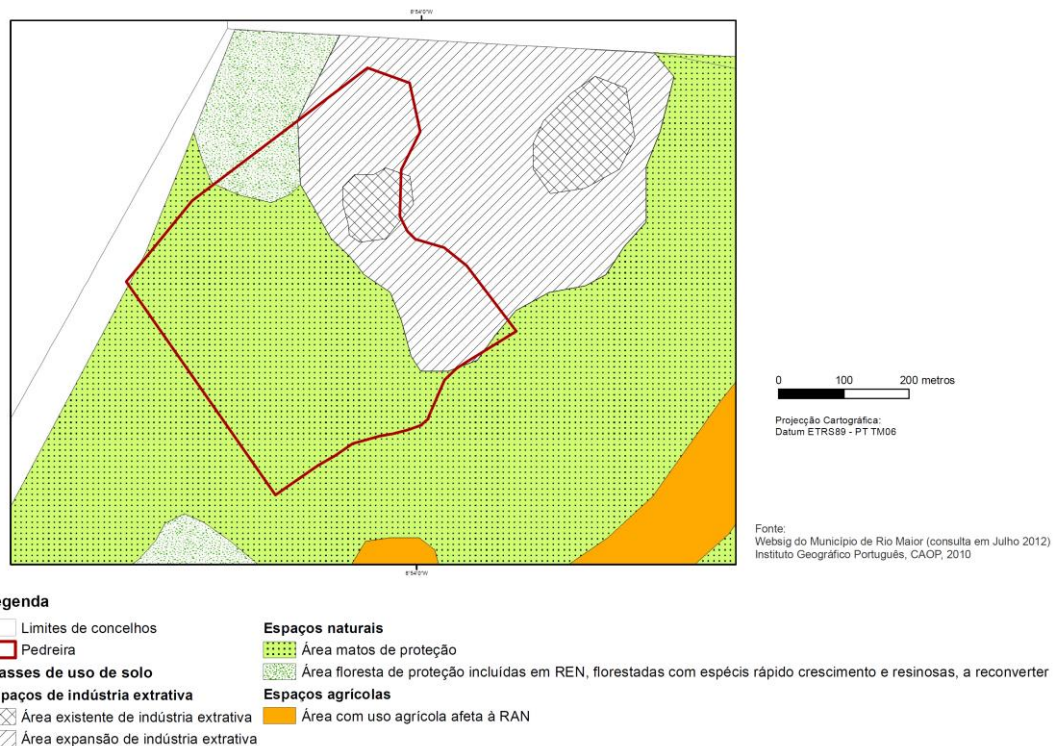 8°54'0"W
0 100 200 metros
Projecção Cartográfica:
Datum ETRS89 - PT TM06
Fonte:
Websig do Município de Rio Maior (consulta em Julho 2012)
Instituto Geográfico Português, CAOP, 2010
8°54'0"W
egenda
Limites de concelhos
Pedreira
asses de uso de solo
paços de indústria extrativa
Área existente de indústria extrativa
Área expansão de indústria extrativa
Espaços naturais
Área matos de proteção
Área floresta de proteção incluídas em REN, florestadas com espécis rápido crescimento e resinosas, a reconverter
Espaços agrícolas
Área com uso agrícola afeta à RAN